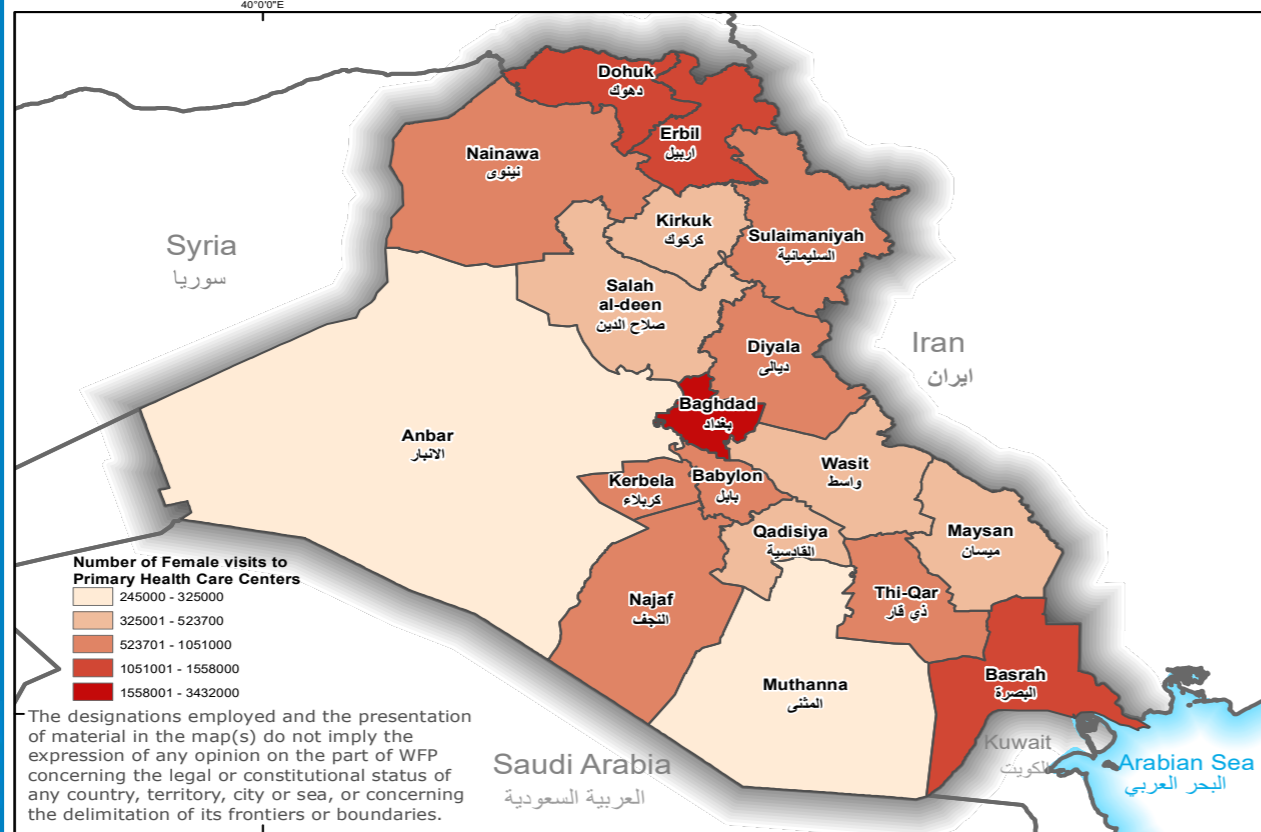 40°0'0"E
Dohuk
دهوك
Erbil
اربيل
Nainawa
نينوى
Kirkuk
كركوك
Sulaimaniyah
السليمانية
Syria
سوريا
Salah
al-deen
صلاح الدين
Diyala
ديالى
Iran
ايران
Baghdad
بغداد
Anbar
الانبار
Wasit
واسط
Kerbela
كربلاء
Babylon
بابل
Qadisiya
القادسية
Maysan
ميسان
Najaf
النجف
Thi-Qar
ذي قار
Muthanna
المثنى
Basrah
البصرة
Kuwait
الكويت
Saudi Arabia
العربية السعودية
Arabian Sea
البحر العربي
Number of Female visits to
Primary Health Care Centers
245000 - 325000
325001 - 523700
523701 - 1051000
1051001 - 1558000
1558001 - 3432000
The designations employed and the presentation
of material in the map(s) do not imply the
expression of any opinion on the part of WFP
concerning the legal or constitutional status of
any country, territory, city or sea, or concerning
the delimitation of its frontiers or boundaries.